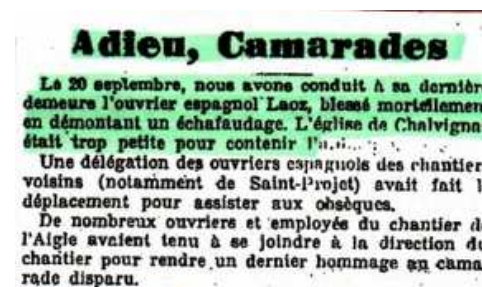 Adieu, Camarades
Le 20 septembre, nous avons conduit à sa dernièr
demeure l'ouvrier espagnol Laoz, blessé mortellemen
en démontant un échafaudage. L'église de Chalvigna
était trop petite pour contenir
Une délégation des ouvriers espagnols des chantier
voisins (notamment de Saint-Projet) avait fait l
déplacement pour assister aux obsèques.
De nombreux ouvriers et employés du chantier d
l'Aigle avaient tenu à se joindre à la direction d
chantier pour rendre un dernier hommage au cama-
rade disparu.